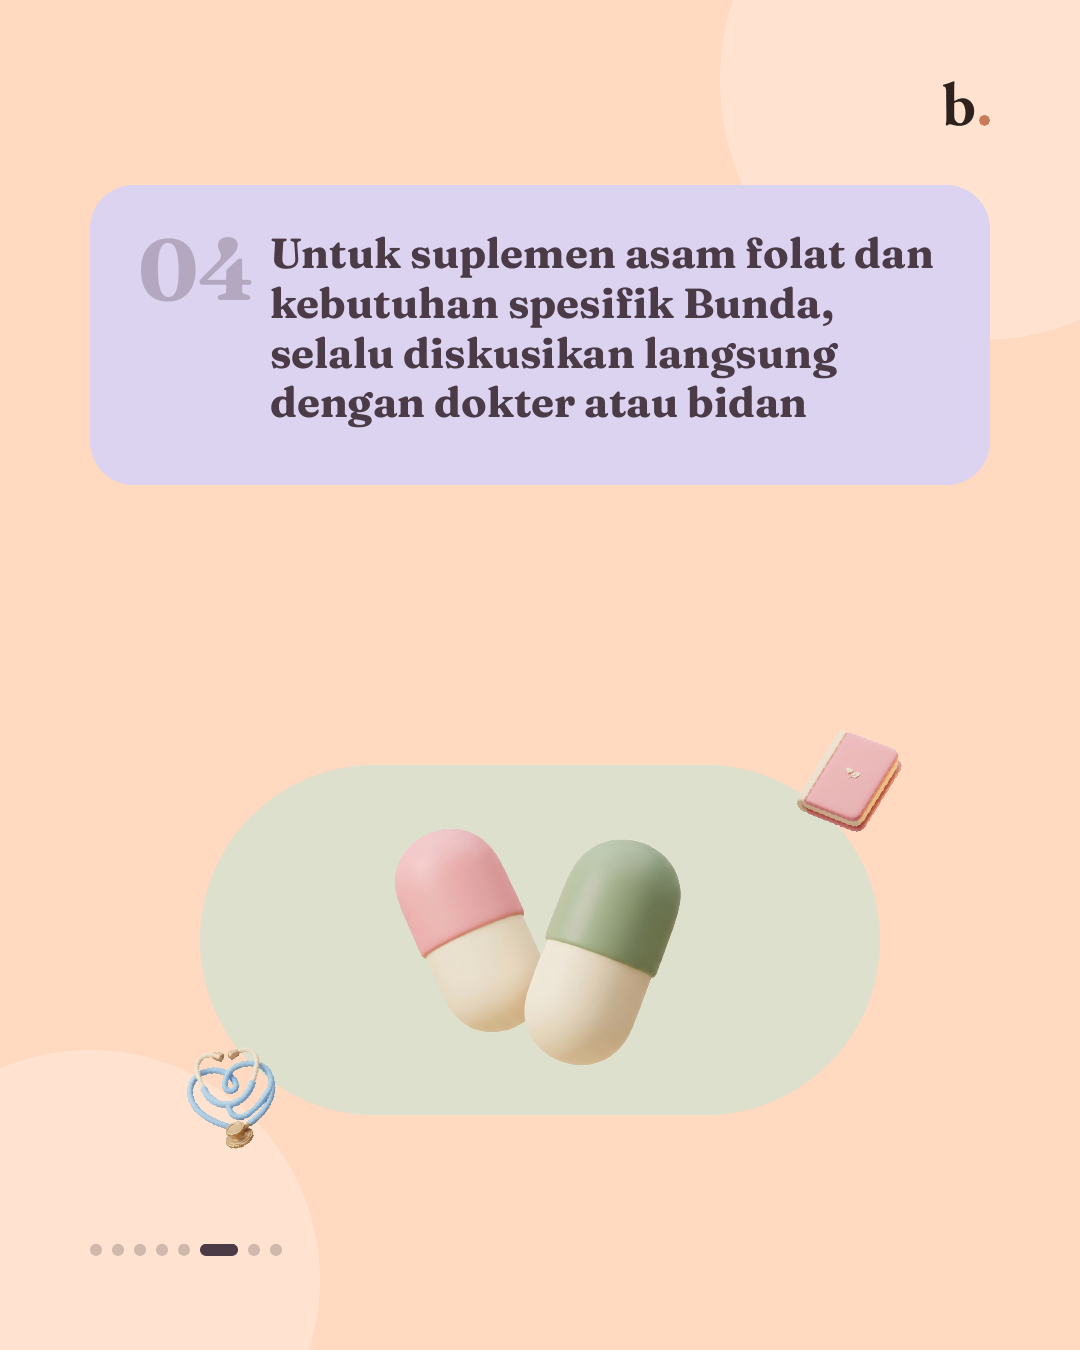 b.
04
Untuk suplemen asam folat dan
kebutuhan spesifik Bunda,
selalu diskusikan langsung
dengan dokter atau bidan